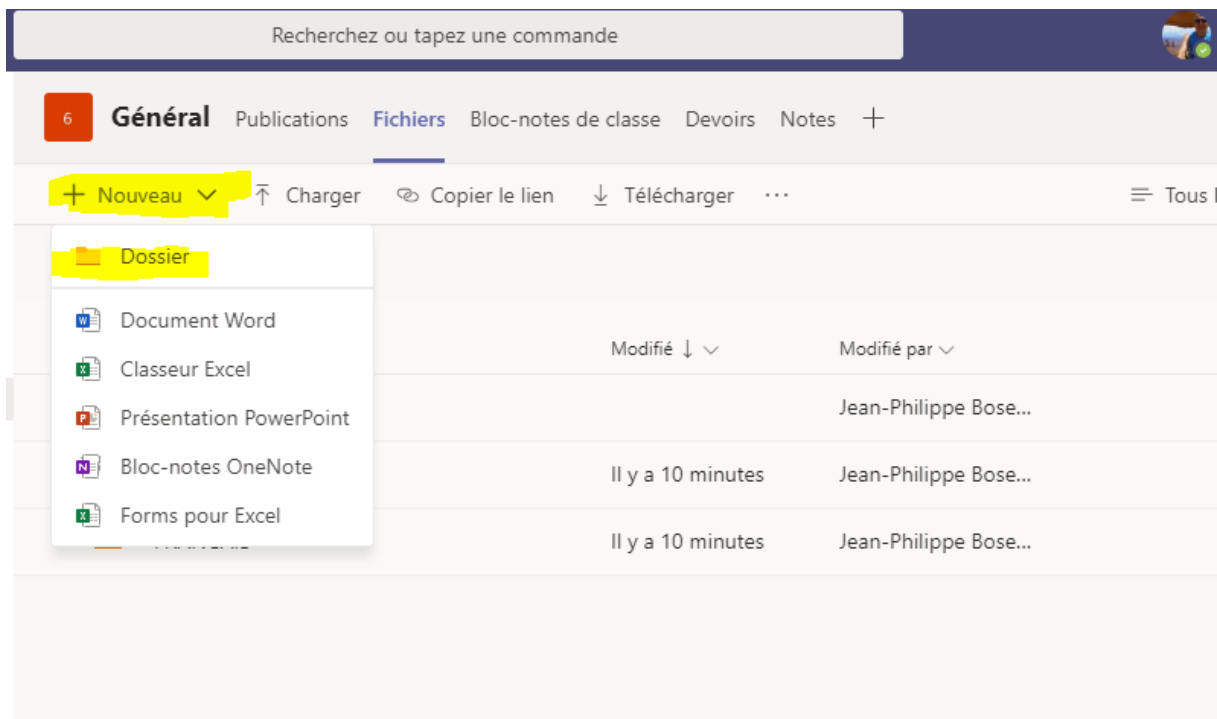 Recherchez ou tapez une commande
6 Général Publications Fichiers Bloc-notes de classe Devoirs Notes
Nouveau Charger Copier le lien Télécharger ... Tous
Dossier
Document Word
Classeur Excel
Présentation PowerPoint
Bloc-notes OneNote
Forms pour Excel
Modifié Modifié par
Jean-Philippe Bose...
Il y a 10 minutes Jean-Philippe Bose...
Il y a 10 minutes Jean-Philippe Bose...